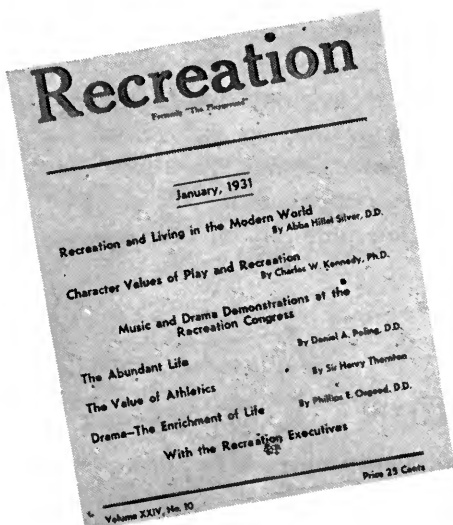 Recreation
Formerly "The Playground"
January, 1931
Recreation and Living in the Modern World
By Abba Hillel Silver, D.D.
Character Values of Play and Recreation
By Charles W. Kennedy, Ph.D.
Music and Drama Demonstrations at the
Recreation Congress
The Abundant Life
By Daniel A. Poling, D.D.
The Value of Athletics
By Sir Henry Thornton
Drama—The Enrichment of Life
By Phillips E. Osgood, D.D.
With the Recreation Executives
Volume XXIV, No. 10
Price 25 Cents